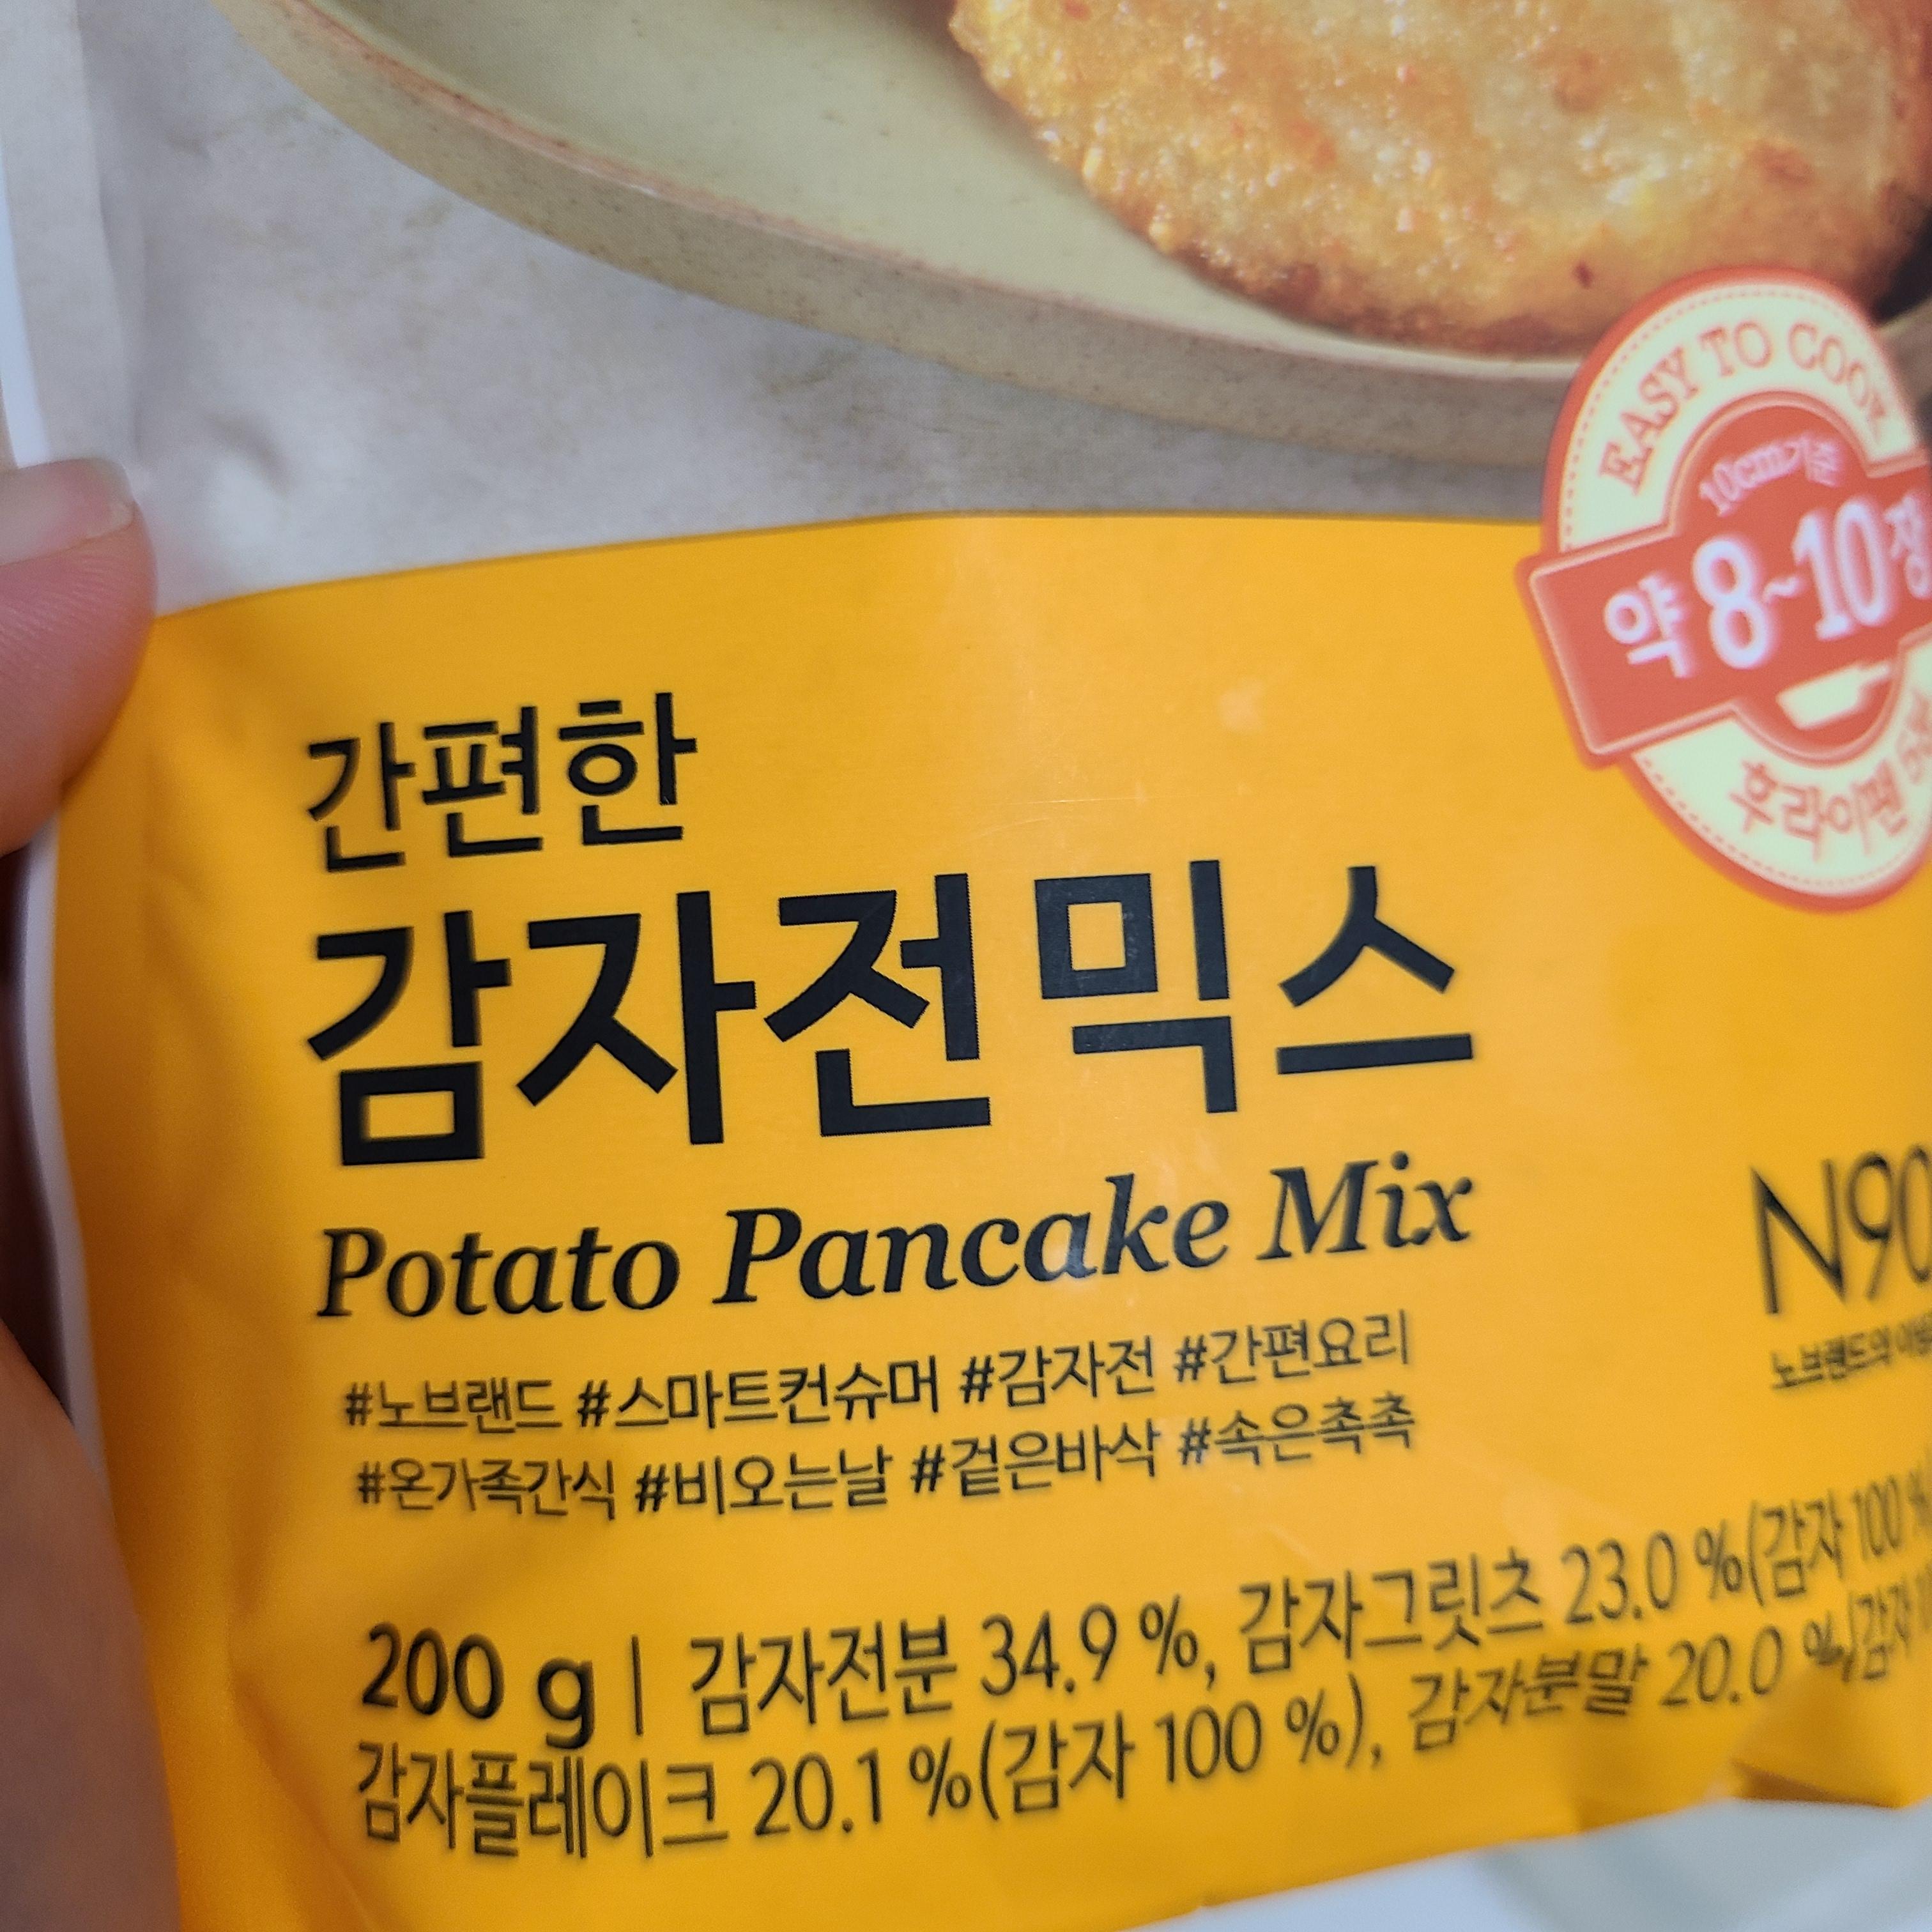 EASY TO COOK
10cm기준
약 8~10장
후라이팬
간편한
감자전믹스
Potato Pancake Mix
N90
노브랜드의
#노브랜드 #스마트컨슈머 #감자전 #간편요리
#온가족간식 #비오는날 #겉은바삭 #속은촉촉
200 g | 감자전분 34.9 %, 감자그릿츠 23.0 %(감자 100 %
감자플레이크 20.1 %(감자 100 %), 감자분말 20.0 %(감자